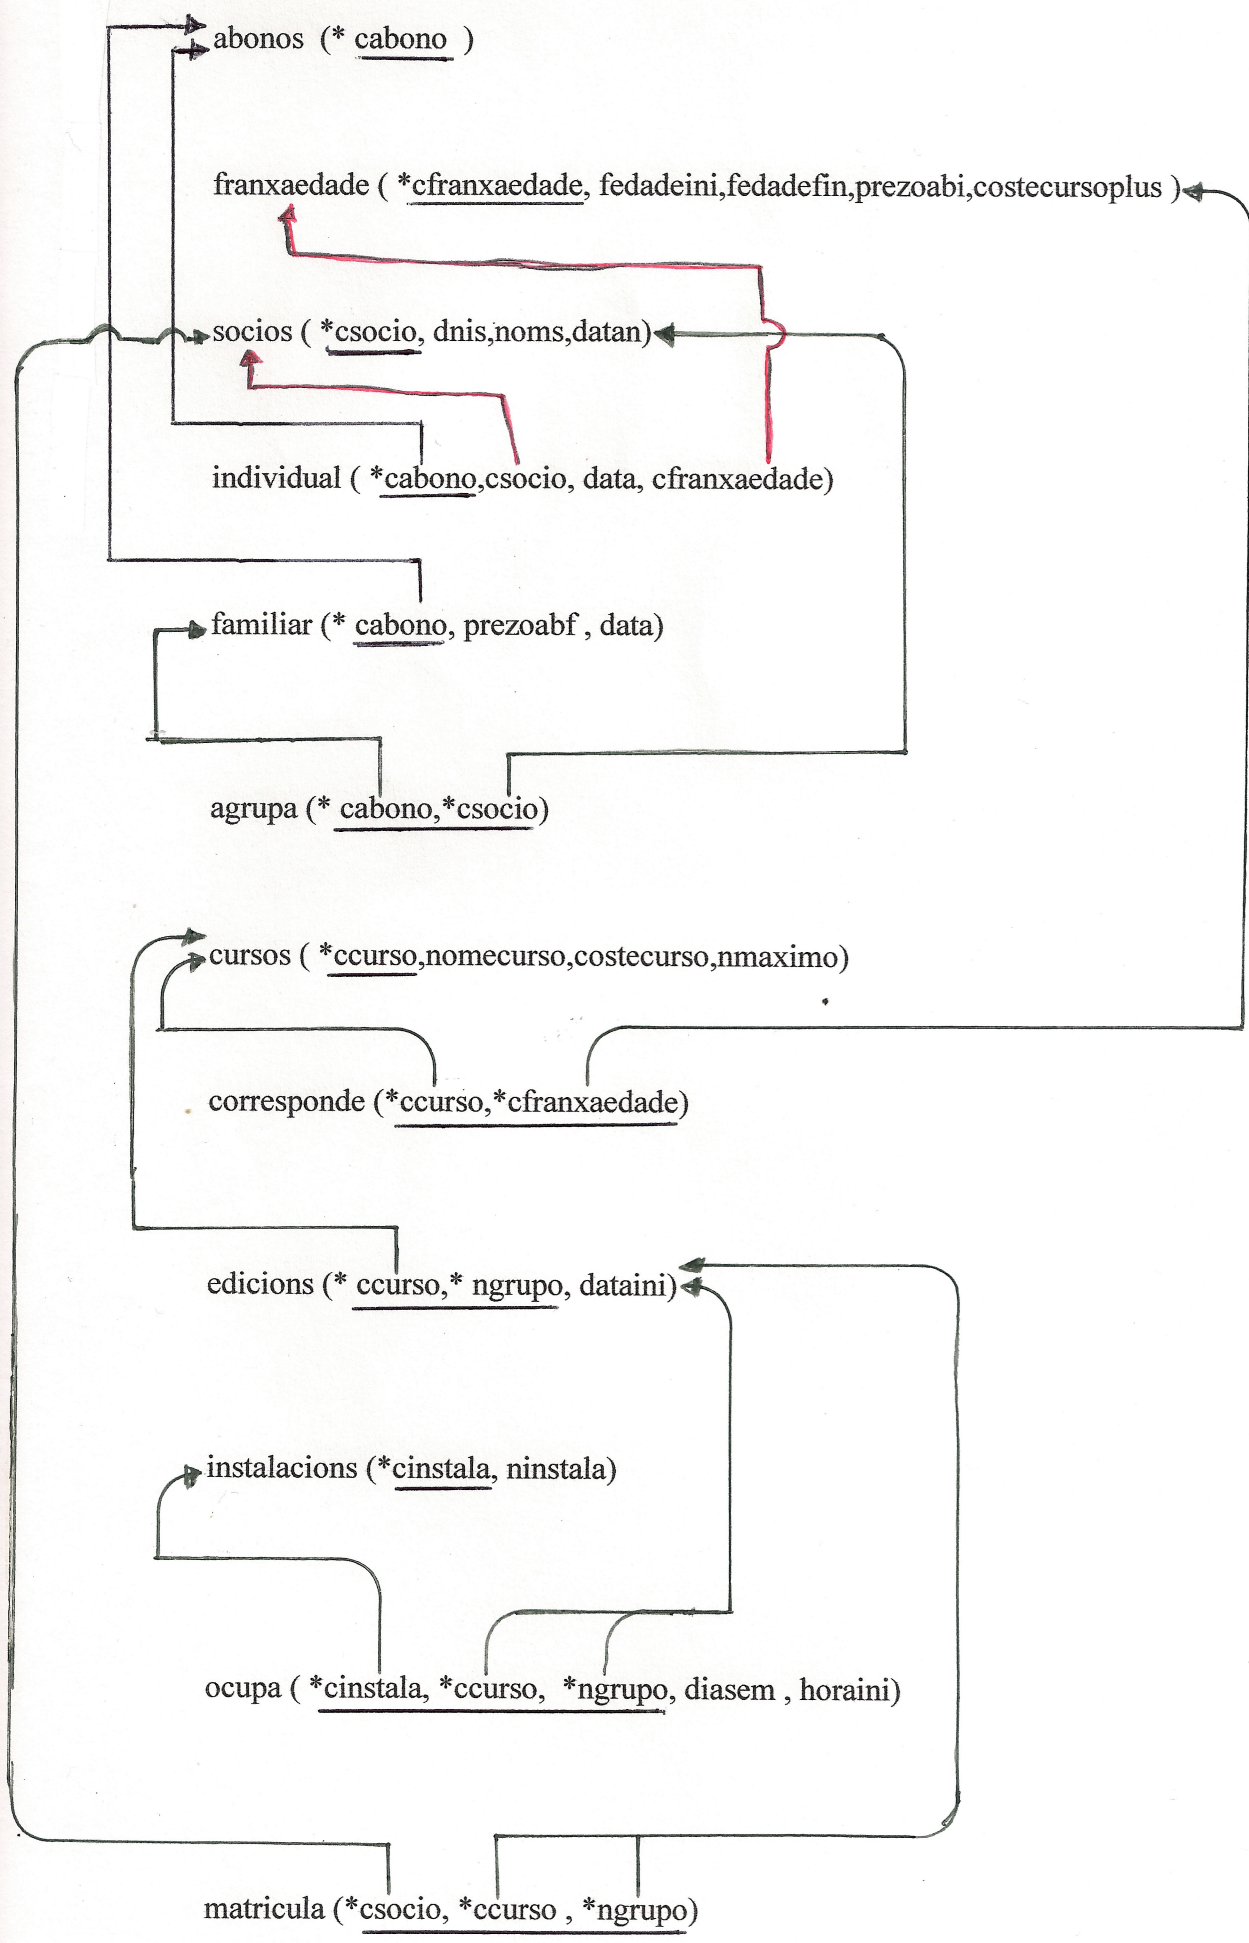 abonos (* cabono )
franxaedade ( *cfranxaedade, fedadeini,fedadefin,prezoabi,costecursoplus )
socios ( *csocio, dnis,noms,datan)
individual ( *cabono,csocio, data, cfranxaedade)
familiar (* cabono, prezoabf , data)
agrupa (* cabono,*csocio)
cursos ( *ccurso,nomecurso,costecurso,nmaximo)
corresponde (*ccurso,*cfranxaedade)
edicions (* ccurso,* ngrupo, dataini)
instalacions (*cinstala, ninstala)
ocupa ( *cinstala, *ccurso, *ngrupo, diasem , horaini)
matricula (*csocio, *ccurso , *ngrupo)